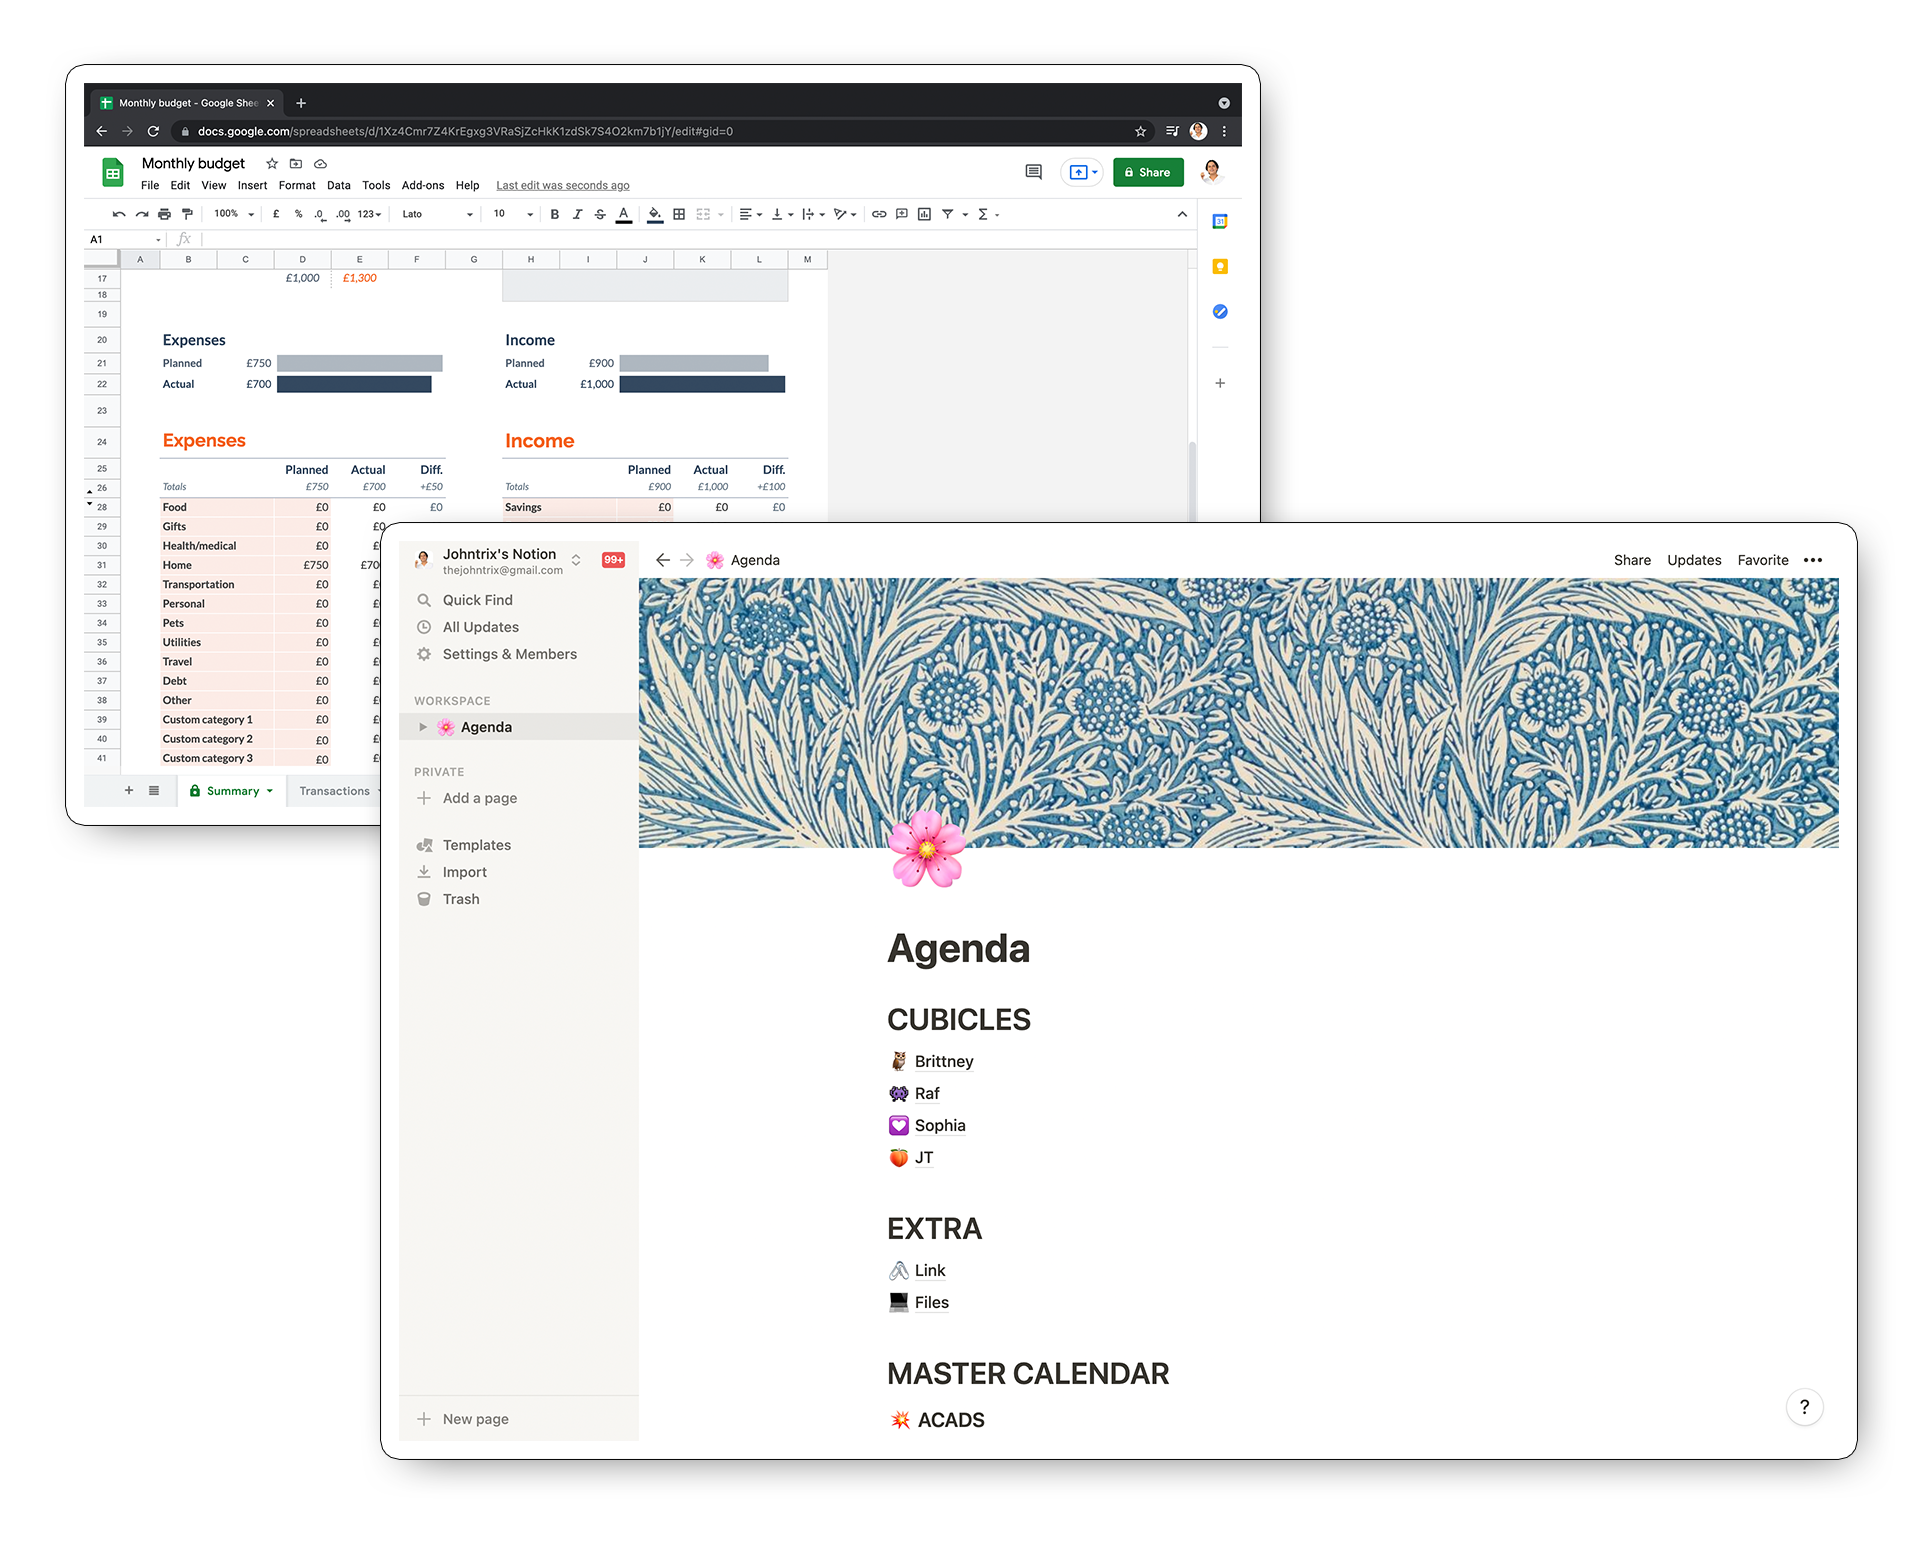 Monthly budget - Google Shee
docs.google.com/spreadsheets/d/1Xz4Cmr7Z4KrEgxg3VRaSjZcHkK1zdSk7S4O2km7b1jY/edit#gid=0
Monthly budget
File Edit View Insert Format Data Tools Add-ons Help Last edit was seconds ago
Share
100% £ % .0 .00 123 Lato 10 B I S A
31
A1 fx
A B C D E F G H I J K L M
17 £1,000 £1,300
18
19
20 Expenses Income
21 Planned £750 Planned £900
22 Actual £700 Actual £1,000
23
24 Expenses Income
25 Planned Actual Diff. Planned Actual Diff.
26 Totals £750 £700 +£50 Totals £900 £1,000 +£100
28 Food £0 £0 £0 Savings £0 £0 £0
29 Gifts £0 £0
30 Health/medical £0 £
31 Home £750 £70
32 Transportation £0 £
33 Personal £0 £
34 Pets £0 £
35 Utilities £0 £
36 Travel £0 £
37 Debt £0 £
38 Other £0 £
39 Custom category 1 £0 £
40 Custom category 2 £0 £
41 Custom category 3 £0 £
Summary Transactions
Johntrix's Notion
thejohntrix@gmail.com
99+
Quick Find
All Updates
Settings & Members
WORKSPACE
Agenda
PRIVATE
Add a page
Templates
Import
Trash
New page
Agenda
Share Updates Favorite
Agenda
CUBICLES
Brittney
Raf
Sophia
JT
EXTRA
Link
Files
MASTER CALENDAR
ACADS
?